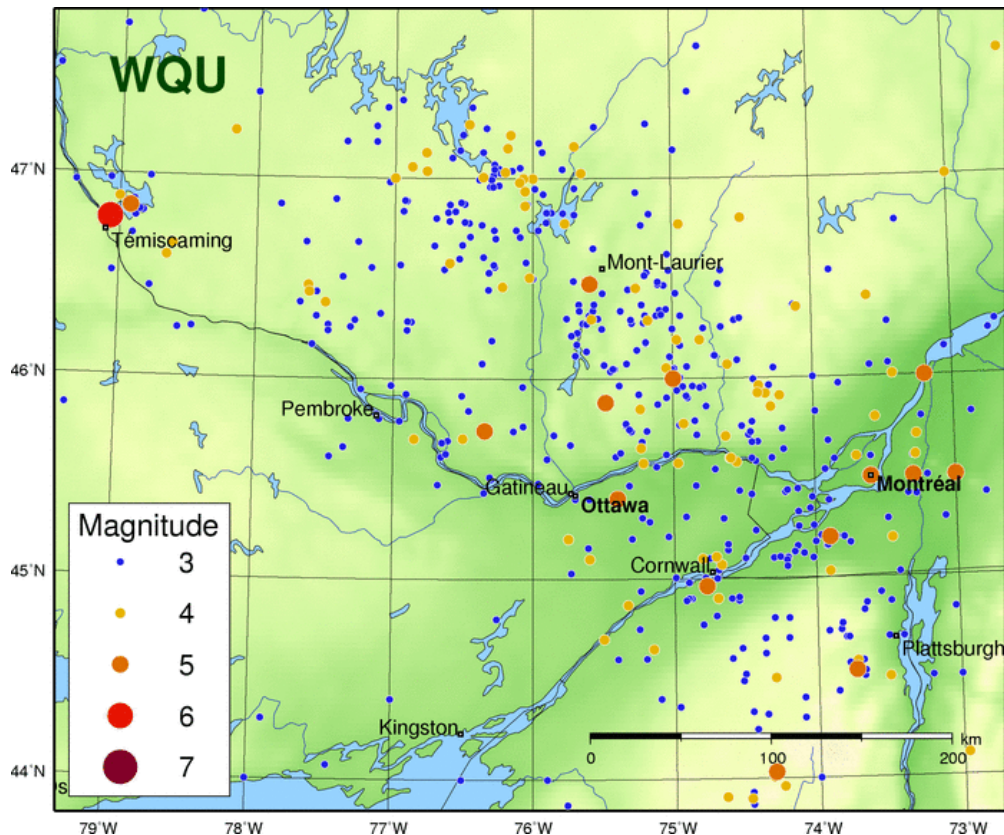 WQU
47°N
Témiscaming
Mont-Laurier
46°N
Pembroke
Gatineau
Ottawa
Montréal
Magnitude
3
4
5
6
7
45°N
Cornwall
Plattsburgh
Kingston
km
0
100
200
44°N
79°W
78°W
77°W
76°W
75°W
74°W
73°W